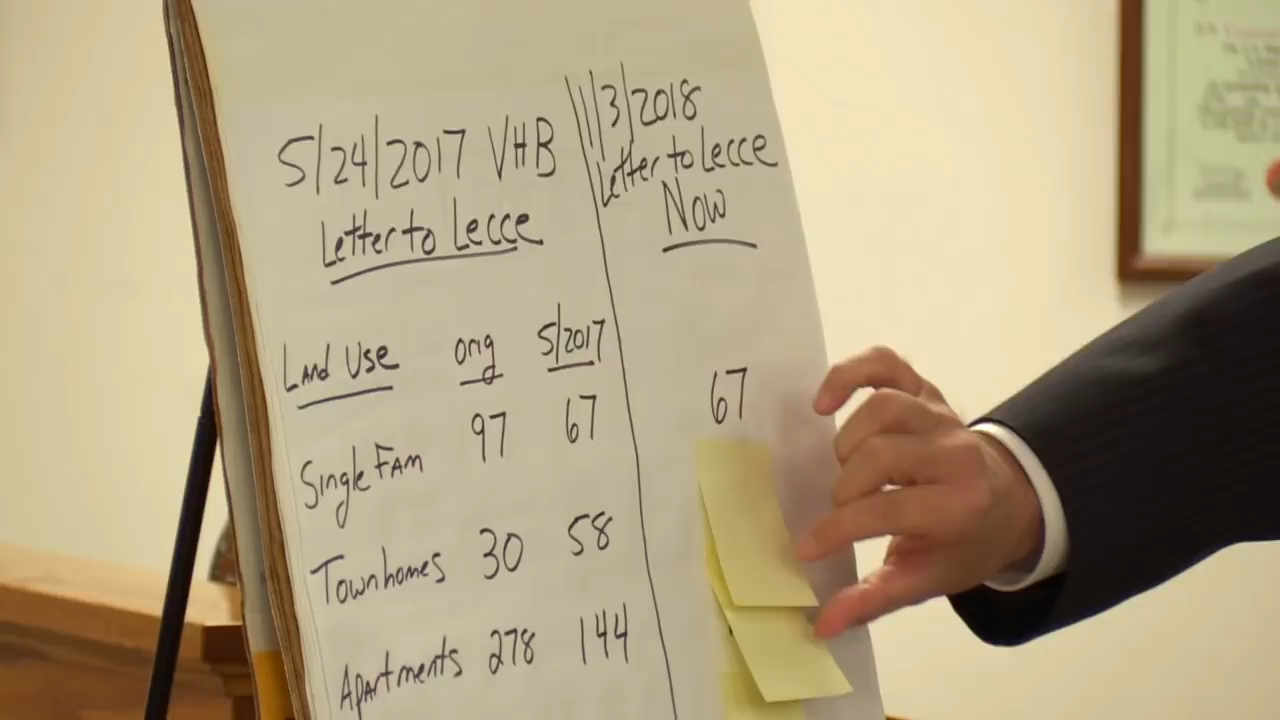 5/24/2017 VHB
Letter to Lecce
11/3/2018
Letter to Lecce
Now
Land Use orig 5/2017
Single Fam 97 67 67
Townhomes 30 58
Apartments 278 144